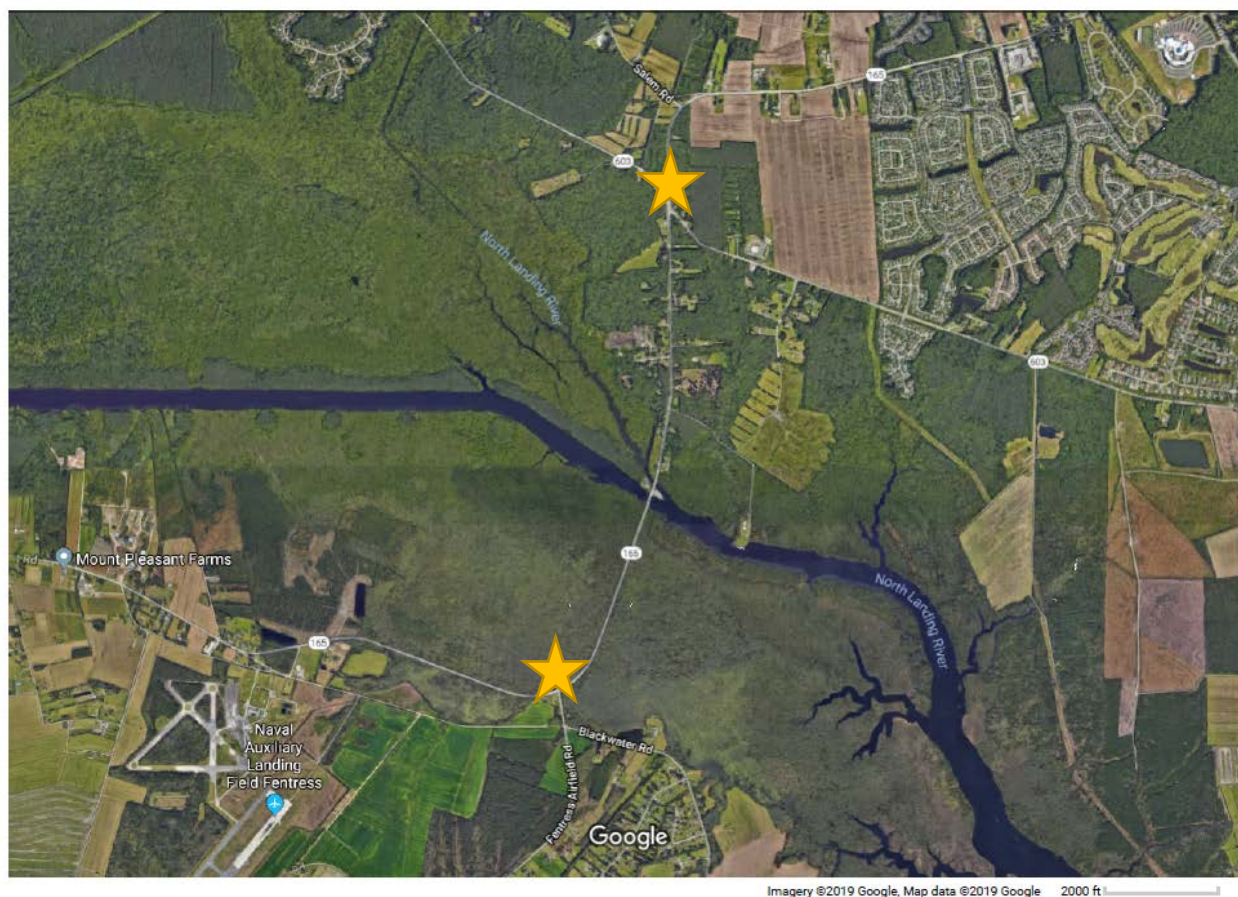 165
Salem Rd
603
North Landing River
603
165
Mount Pleasant Farms
North Landing River
165
Naval
Auxiliary
Landing
Field Fentress
Blackwater Rd
Fentress Airfield Rd
Google
Imagery ©2019 Google, Map data ©2019 Google 2000 ft